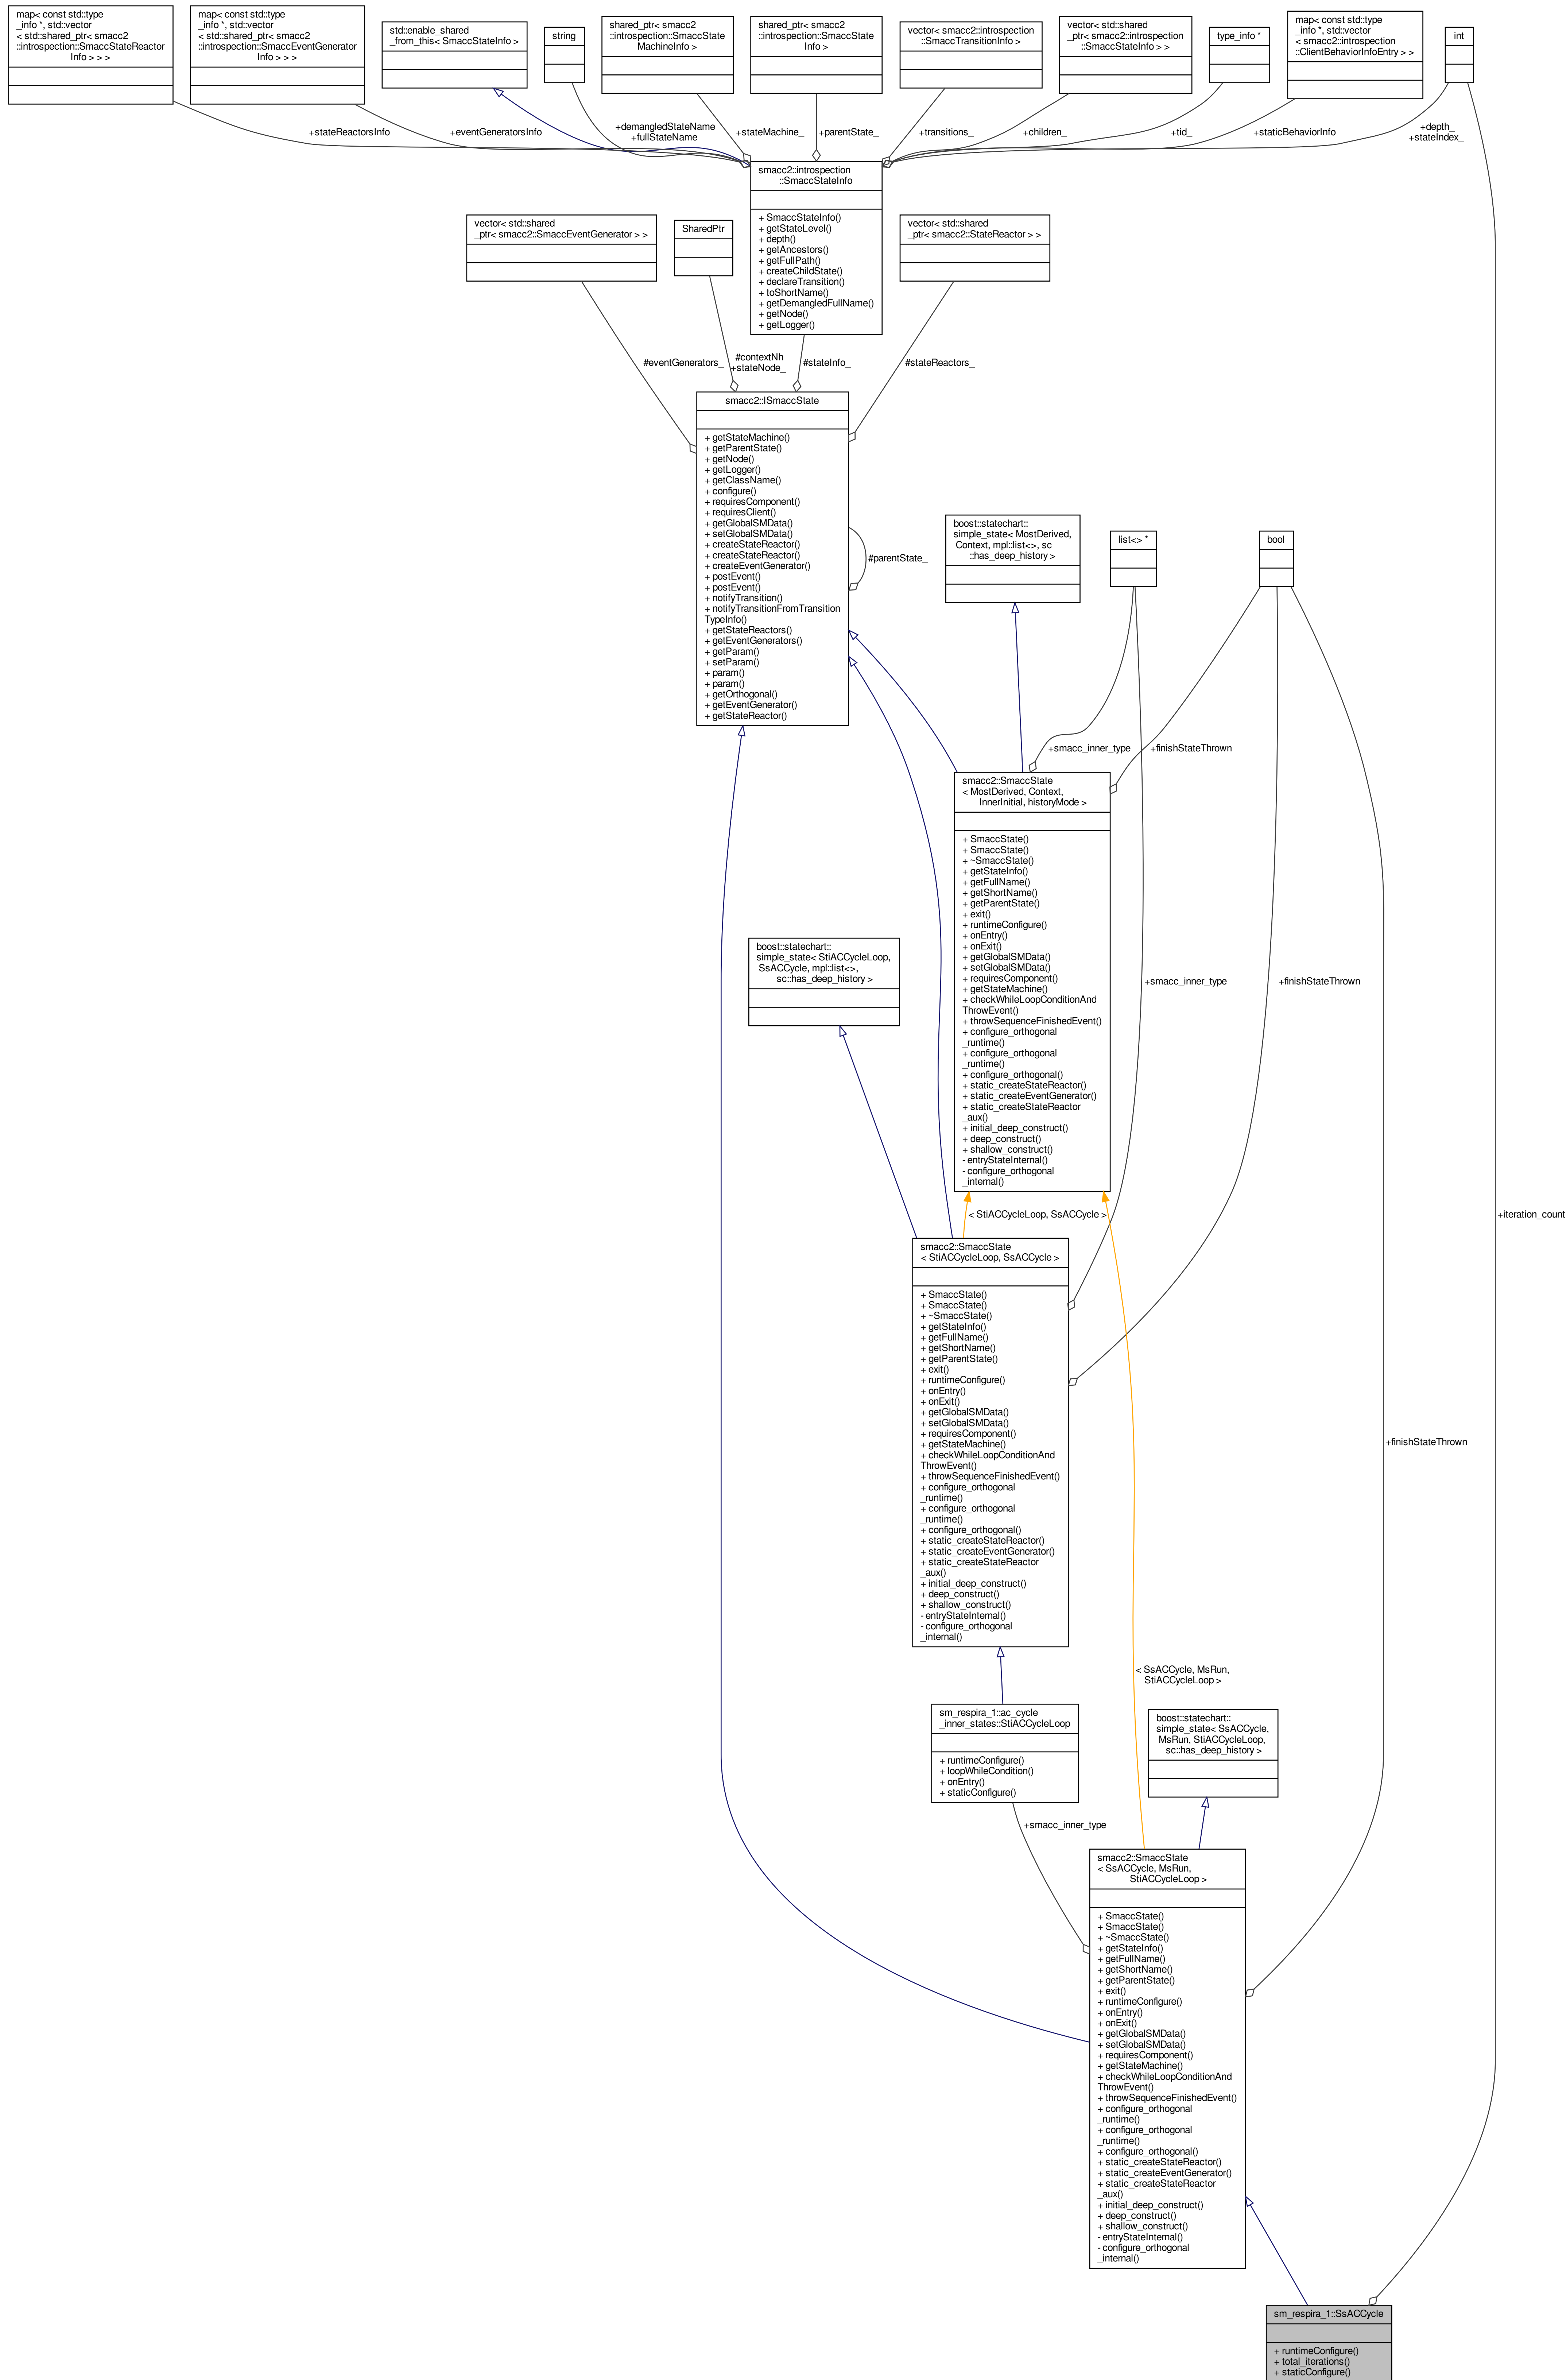 map< const std::type
_info *, std::vector
< std::shared_ptr< smacc2
::introspection::SmaccStateReactor
Info > > >
map< const std::type
_info *, std::vector
< std::shared_ptr< smacc2
::introspection::SmaccEventGenerator
Info > > >
std::enable_shared
_from_this< SmaccStateInfo >
string
shared_ptr< smacc2
::introspection::SmaccState
MachineInfo >
shared_ptr< smacc2
::introspection::SmaccState
Info >
vector< smacc2::introspection
::SmaccTransitionInfo >
vector< std::shared
_ptr< smacc2::introspection
::SmaccStateInfo > >
type_info *
map< const std::type
_info *, std::vector
< smacc2::introspection
::ClientBehaviorInfoEntry > >
int
+stateReactorsInfo
+eventGeneratorsInfo
+demangledStateName
+fullStateName
+stateMachine_
+parentState_
+transitions_
+children_
+tid_
+staticBehaviorInfo
+depth_
+stateIndex_
smacc2::introspection
::SmaccStateInfo
+ SmaccStateInfo()
+ getStateLevel()
+ depth()
+ getAncestors()
+ getFullPath()
+ createChildState()
+ declareTransition()
+ toShortName()
+ getDemangledFullName()
+ getNode()
+ getLogger()
vector< std::shared
_ptr< smacc2::SmaccEventGenerator > >
SharedPtr
vector< std::shared
_ptr< smacc2::StateReactor > >
#eventGenerators_
#contextNh
+stateNode_
#stateInfo_
#stateReactors_
smacc2::ISmaccState
+ getStateMachine()
+ getParentState()
+ getNode()
+ getLogger()
+ getClassName()
+ configure()
+ requiresComponent()
+ requiresClient()
+ getGlobalSMData()
+ setGlobalSMData()
+ createStateReactor()
+ createStateReactor()
+ createEventGenerator()
+ postEvent()
+ postEvent()
+ notifyTransition()
+ notifyTransitionFromTransition
TypeInfo()
+ getStateReactors()
+ getEventGenerators()
+ getParam()
+ setParam()
+ param()
+ param()
+ getOrthogonal()
+ getEventGenerator()
+ getStateReactor()
#parentState_
boost::statechart::
simple_state< MostDerived,
Context, mpl::list<>, sc
::has_deep_history >
list<> *
bool
+smacc_inner_type
+finishStateThrown
smacc2::SmaccState
< MostDerived, Context,
InnerInitial, historyMode >
+ SmaccState()
+ SmaccState()
+ ~SmaccState()
+ getStateInfo()
+ getFullName()
+ getShortName()
+ getParentState()
+ exit()
+ runtimeConfigure()
+ onEntry()
+ onExit()
+ getGlobalSMData()
+ setGlobalSMData()
+ requiresComponent()
+ getStateMachine()
+ checkWhileLoopConditionAnd
ThrowEvent()
+ throwSequenceFinishedEvent()
+ configure_orthogonal
_runtime()
+ configure_orthogonal
_runtime()
+ configure_orthogonal()
+ static_createStateReactor()
+ static_createEventGenerator()
+ static_createStateReactor
_aux()
+ initial_deep_construct()
+ deep_construct()
+ shallow_construct()
- entryStateInternal()
- configure_orthogonal
_internal()
boost::statechart::
simple_state< StiACCycleLoop,
SsACCycle, mpl::list<>,
sc::has_deep_history >
+smacc_inner_type
+finishStateThrown
< StiACCycleLoop, SsACCycle >
+iteration_count
smacc2::SmaccState
< StiACCycleLoop, SsACCycle >
+ SmaccState()
+ SmaccState()
+ ~SmaccState()
+ getStateInfo()
+ getFullName()
+ getShortName()
+ getParentState()
+ exit()
+ runtimeConfigure()
+ onEntry()
+ onExit()
+ getGlobalSMData()
+ setGlobalSMData()
+ requiresComponent()
+ getStateMachine()
+ checkWhileLoopConditionAnd
ThrowEvent()
+ throwSequenceFinishedEvent()
+ configure_orthogonal
_runtime()
+ configure_orthogonal
_runtime()
+ configure_orthogonal()
+ static_createStateReactor()
+ static_createEventGenerator()
+ static_createStateReactor
_aux()
+ initial_deep_construct()
+ deep_construct()
+ shallow_construct()
- entryStateInternal()
- configure_orthogonal
_internal()
+finishStateThrown
< SsACCycle, MsRun,
StiACCycleLoop >
sm_respira_1::ac_cycle
_inner_states::StiACCycleLoop
+ runtimeConfigure()
+ loopWhileCondition()
+ onEntry()
+ staticConfigure()
boost::statechart::
simple_state< SsACCycle,
MsRun, StiACCycleLoop,
sc::has_deep_history >
+smacc_inner_type
smacc2::SmaccState
< SsACCycle, MsRun,
StiACCycleLoop >
+ SmaccState()
+ SmaccState()
+ ~SmaccState()
+ getStateInfo()
+ getFullName()
+ getShortName()
+ getParentState()
+ exit()
+ runtimeConfigure()
+ onEntry()
+ onExit()
+ getGlobalSMData()
+ setGlobalSMData()
+ requiresComponent()
+ getStateMachine()
+ checkWhileLoopConditionAnd
ThrowEvent()
+ throwSequenceFinishedEvent()
+ configure_orthogonal
_runtime()
+ configure_orthogonal
_runtime()
+ configure_orthogonal()
+ static_createStateReactor()
+ static_createEventGenerator()
+ static_createStateReactor
_aux()
+ initial_deep_construct()
+ deep_construct()
+ shallow_construct()
- entryStateInternal()
- configure_orthogonal
_internal()
sm_respira_1::SsACCycle
+ runtimeConfigure()
+ total_iterations()
+ staticConfigure()